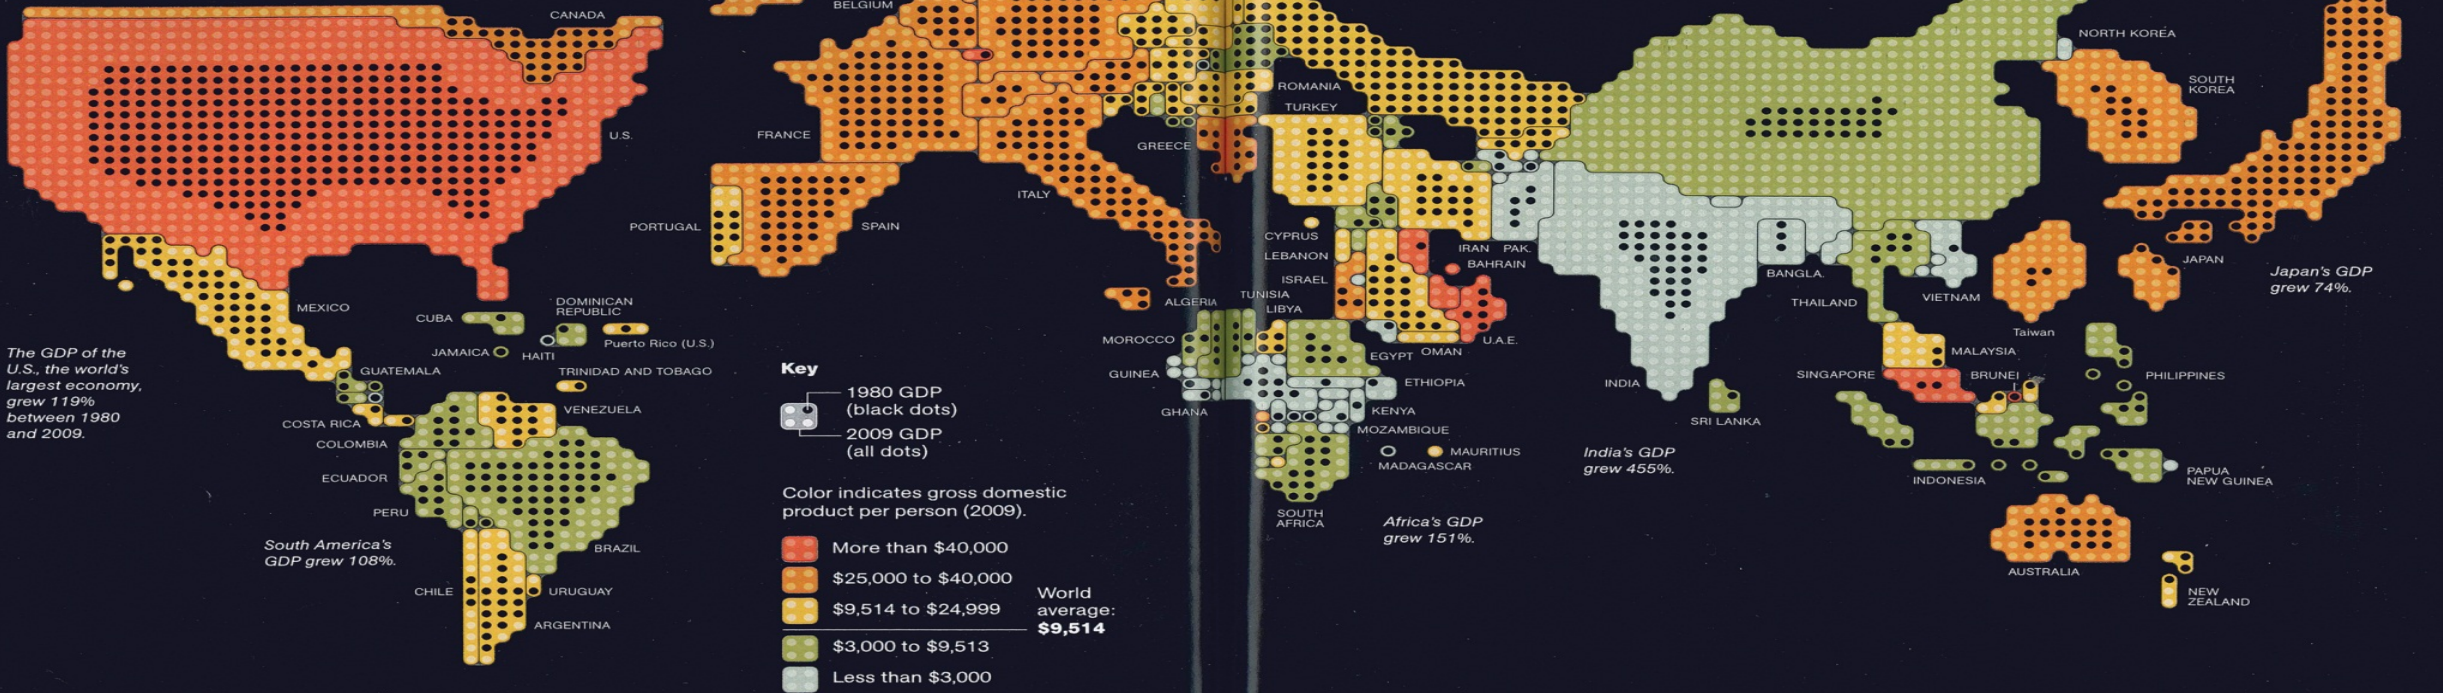 CANADA
U.S.
MEXICO
CUBA
DOMINICAN
REPUBLIC
JAMAICA
HAITI
Puerto Rico (U.S.)
GUATEMALA
TRINIDAD AND TOBAGO
COSTA RICA
VENEZUELA
COLOMBIA
ECUADOR
PERU
BRAZIL
CHILE
URUGUAY
ARGENTINA
The GDP of the
U.S., the world's
largest economy,
grew 119%
between 1980
and 2009.
South America's
GDP grew 108%.
BELGIUM
FRANCE
PORTUGAL
SPAIN
ITALY
GREECE
ROMANIA
TURKEY
CYPRUS
LEBANON
ISRAEL
IRAN
PAK.
BAHRAIN
ALGERIA
TUNISIA
LIBYA
MOROCCO
EGYPT
OMAN
U.A.E.
GUINEA
ETHIOPIA
GHANA
KENYA
MOZAMBIQUE
MAURITIUS
MADAGASCAR
SOUTH
AFRICA
Africa's GDP
grew 151%.
Key
1980 GDP
(black dots)
2009 GDP
(all dots)
Color indicates gross domestic
product per person (2009).
More than $40,000
$25,000 to $40,000
$9,514 to $24,999
World
average:
$9,514
$3,000 to $9,513
Less than $3,000
NORTH KOREA
SOUTH
KOREA
JAPAN
Japan's GDP
grew 74%.
BANGLA.
THAILAND
VIETNAM
Taiwan
INDIA
SRI LANKA
India's GDP
grew 455%.
MALAYSIA
SINGAPORE
BRUNEI
PHILIPPINES
INDONESIA
PAPUA
NEW GUINEA
AUSTRALIA
NEW
ZEALAND